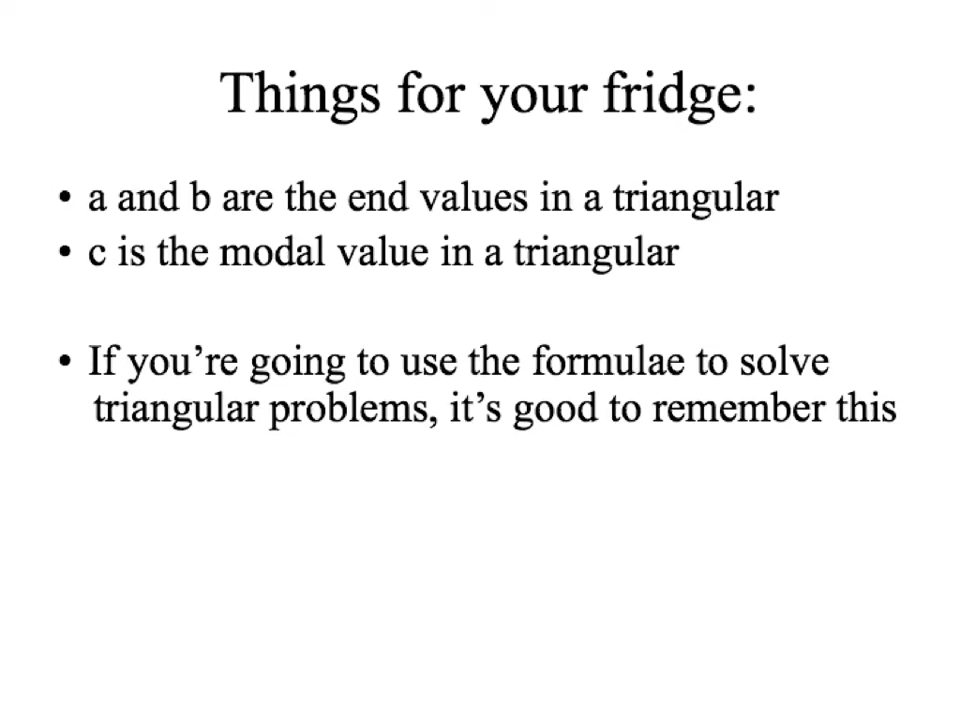 Things for your fridge:
• a and b are the end values in a triangular
• c is the modal value in a triangular
• If you’re going to use the formulae to solve
triangular problems, it’s good to remember this